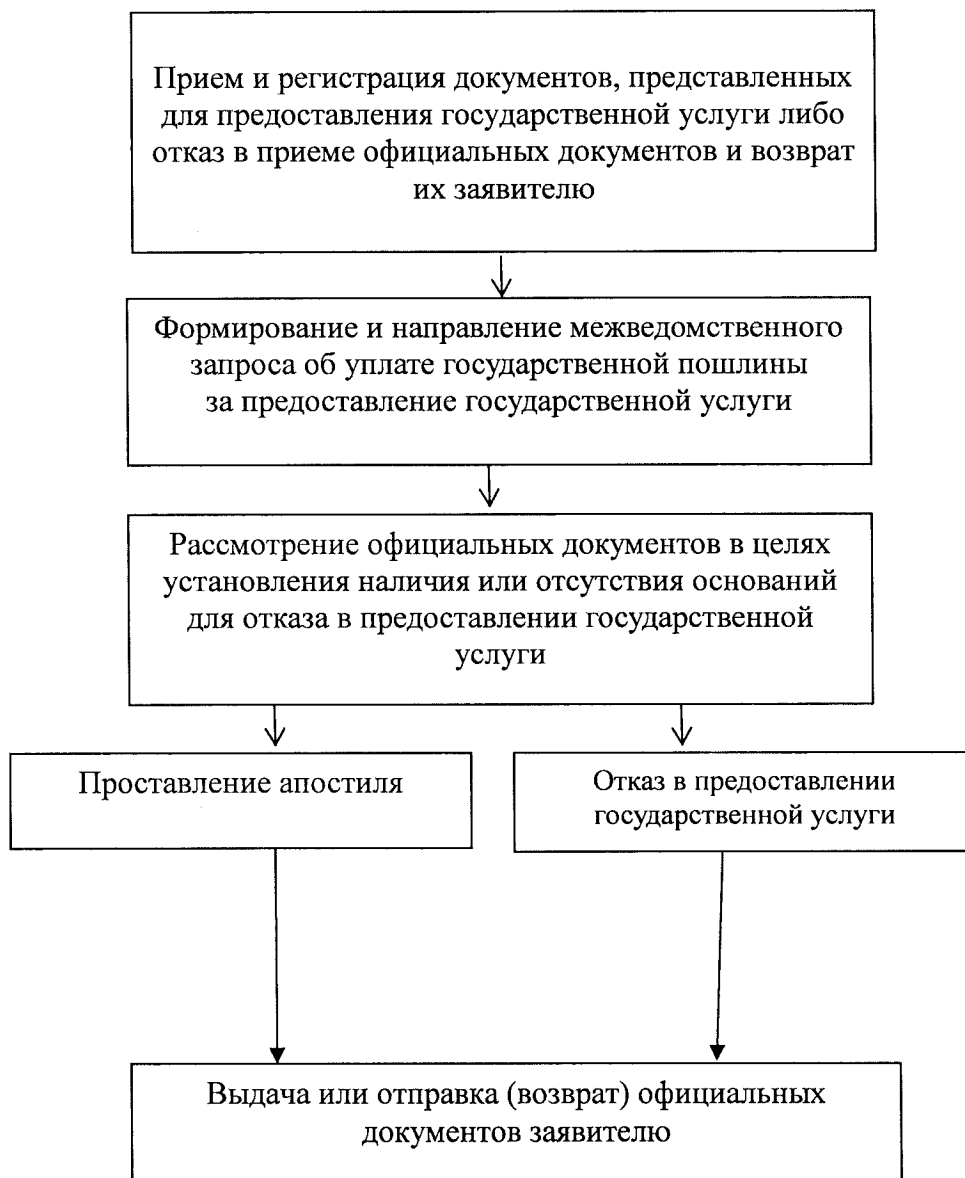 Прием и регистрация документов, представленных
для предоставления государственной услуги либо
отказ в приеме официальных документов и возврат
их заявителю
Формирование и направление межведомственного
запроса об уплате государственной пошлины
за предоставление государственной услуги
Рассмотрение официальных документов в целях
установления наличия или отсутствия оснований
для отказа в предоставлении государственной
услуги
Проставление апостиля
Отказ в предоставлении
государственной услуги
Выдача или отправка (возврат) официальных
документов заявителю